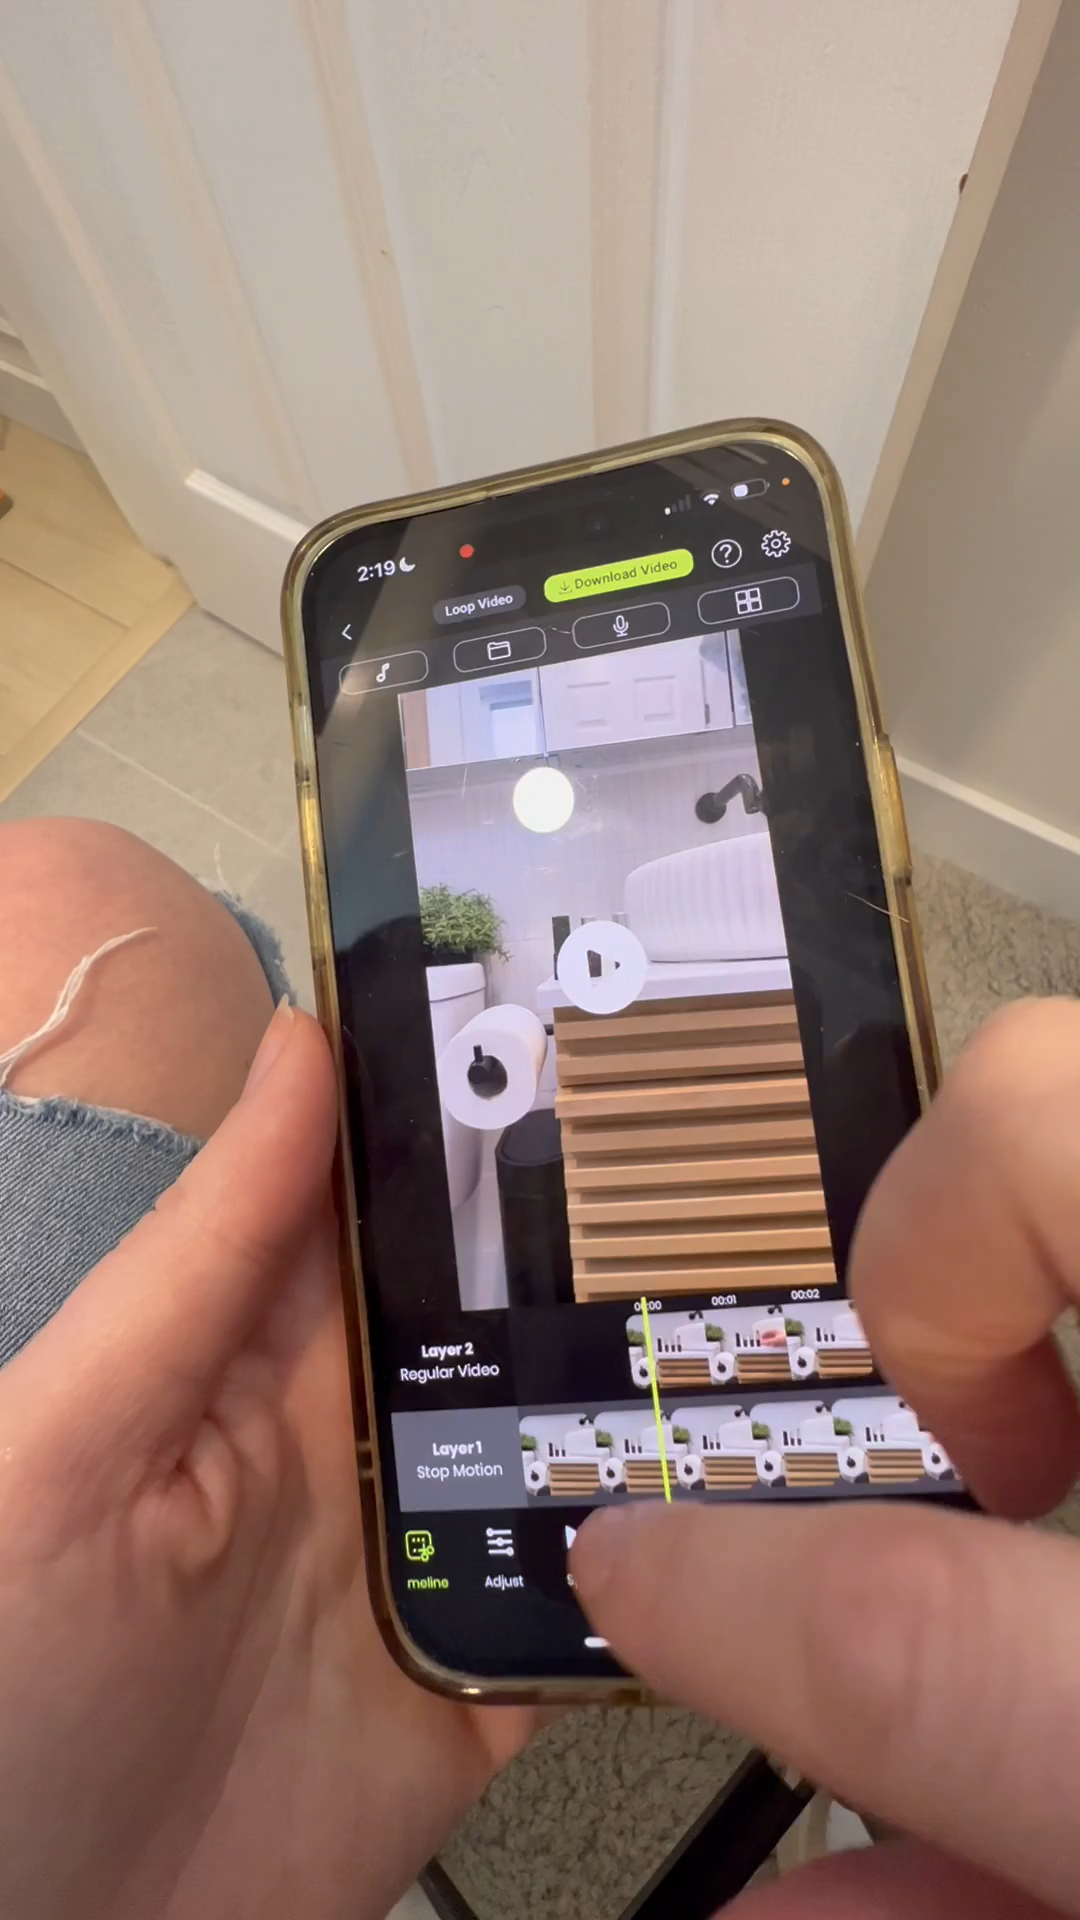 2:19
Loop Video
Download Video
?
00:00
00:01
00:02
Layer 2
Regular Video
Layer 1
Stop Motion
meline
Adjust